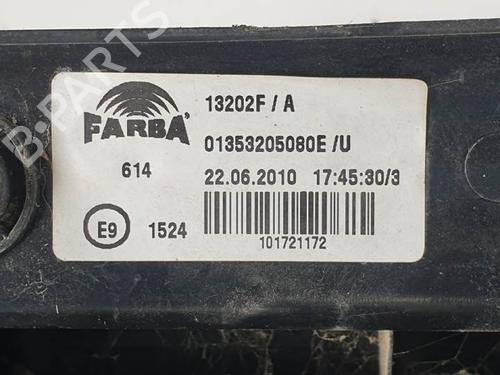 FARBA
13202F / A
01353205080E /U
614
22.06.2010 17:45:30/3
E9
1524
101721172
B-PARTS